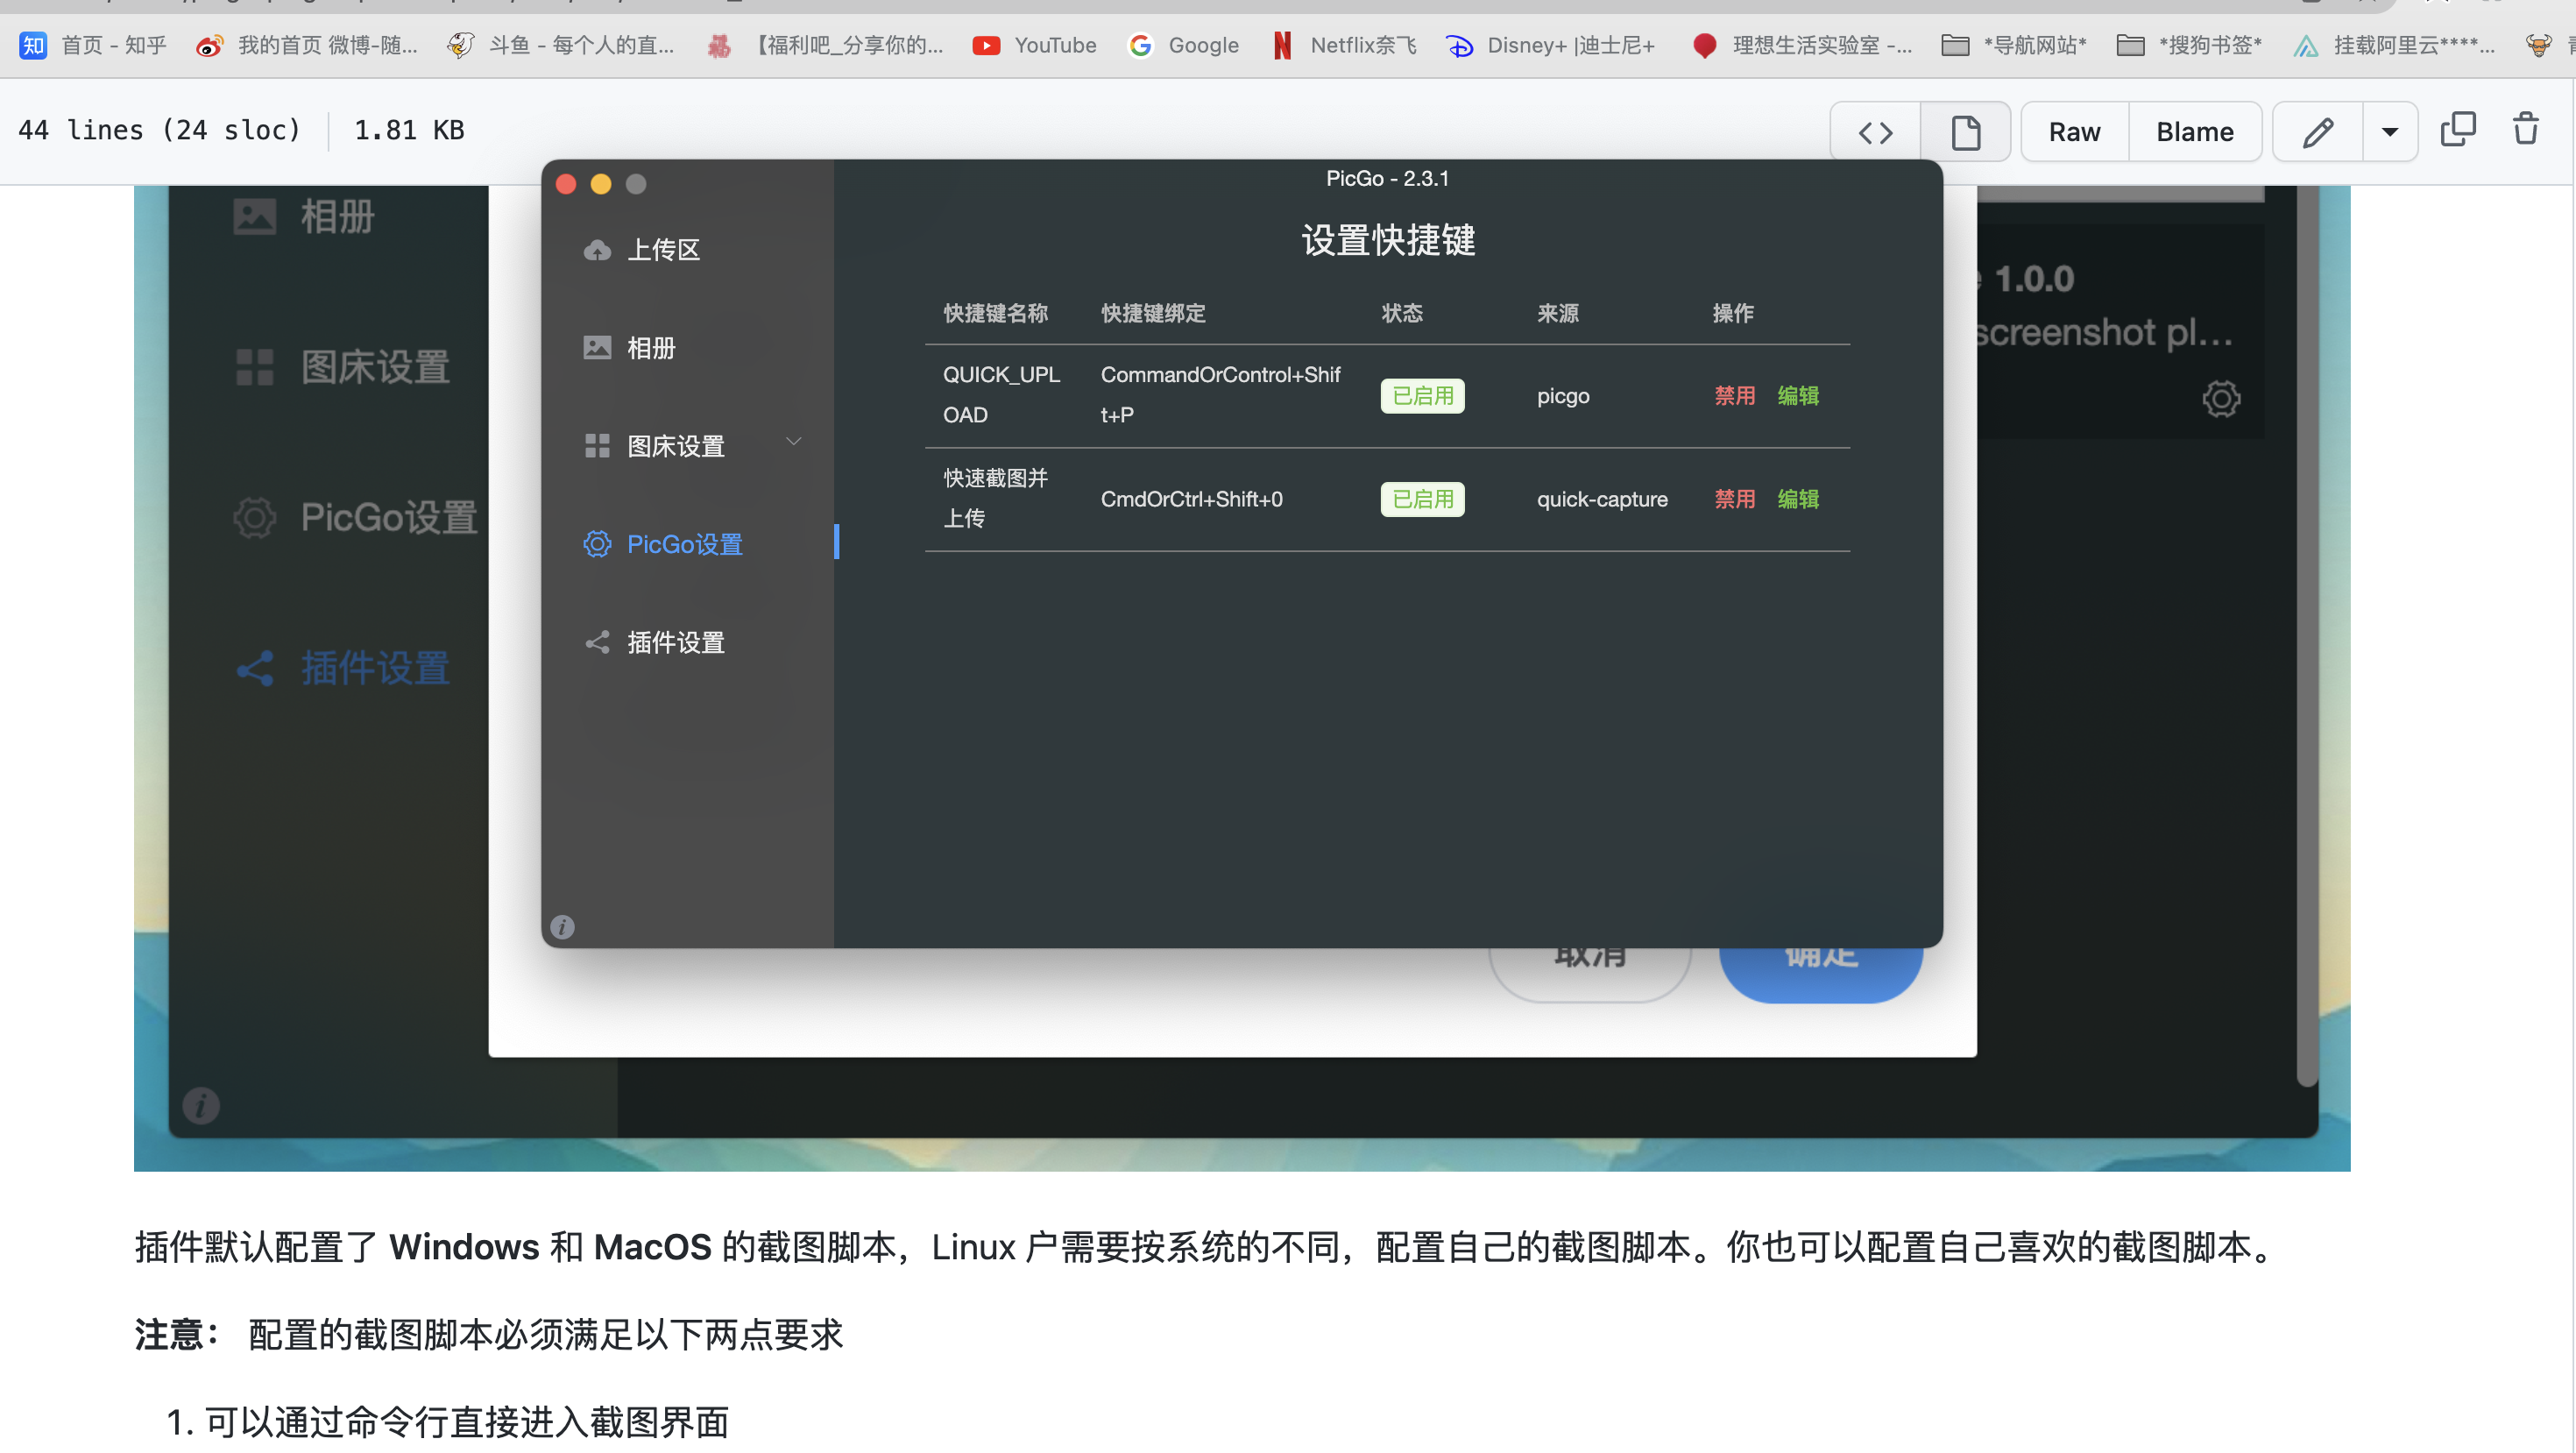 首页 - 知乎
我的首页 微博-随...
斗鱼 - 每个人的直...
【福利吧_分享你的...
YouTube
Google
Netflix奈飞
Disney+ |迪士尼+
理想生活实验室 -...
*导航网站*
*搜狗书签*
挂载阿里云****...
44 lines (24 sloc)
1.81 KB
Raw
Blame
相册
图床设置
PicGo设置
插件设置
PicGo - 2.3.1
上传区
相册
图床设置
PicGo设置
插件设置
设置快捷键
快捷键名称 快捷键绑定 状态 来源 操作
QUICK_UPL
OAD
CommandOrControl+Shif
t+P
已启用
picgo
禁用 编辑
快速截图并
上传
CmdOrCtrl+Shift+0
已启用
quick-capture
禁用 编辑
1.0.0
screenshot pl...
取消
确定
插件默认配置了 Windows 和 MacOS 的截图脚本，Linux 户需要按系统的不同，配置自己的截图脚本。你也可以配置自己喜欢的截图脚本。
注意： 配置的截图脚本必须满足以下两点要求
1. 可以通过命令行直接进入截图界面